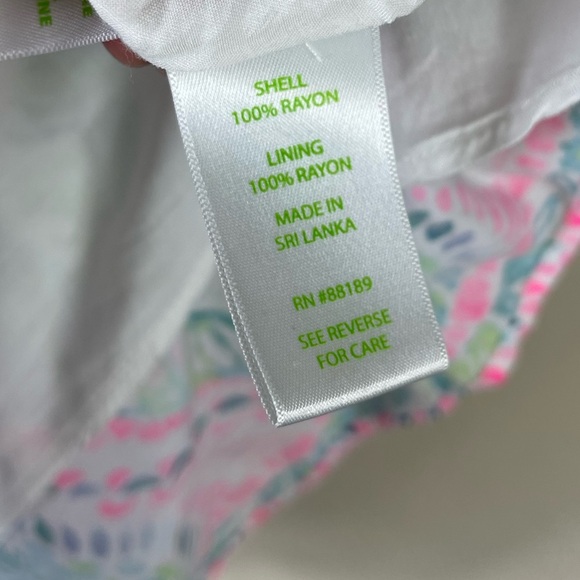 SHELL
100% RAYON
LINING
100% RAYON
MADE IN
SRI LANKA
RN #88189
SEE REVERSE
FOR CARE